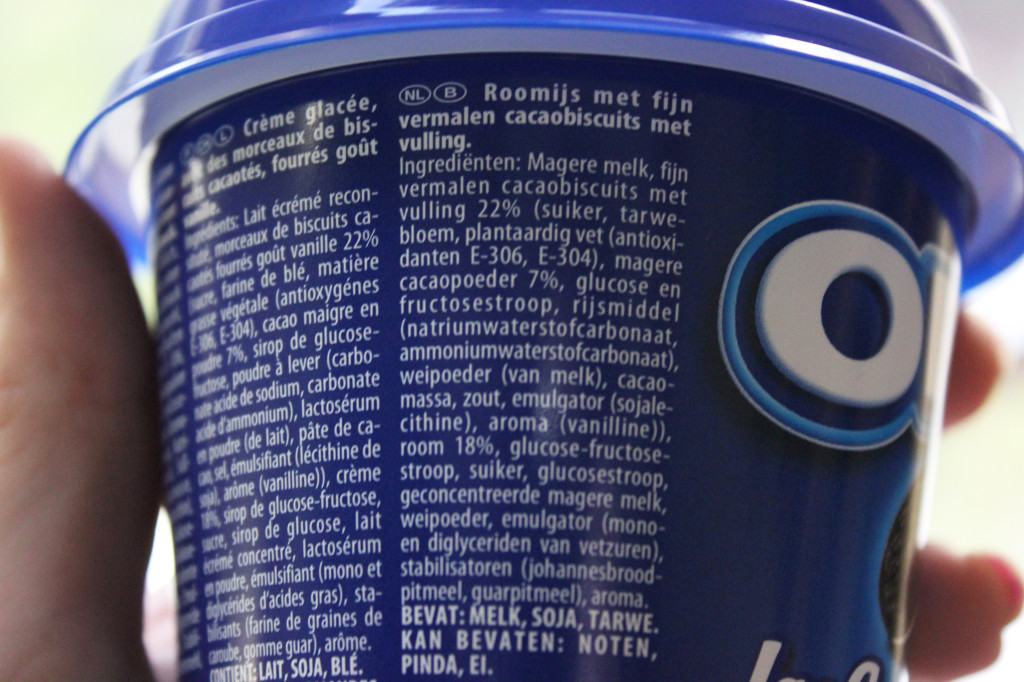 Crème glacée,
des morceaux de bis-
cacaotés, fourrés goût
Lait écrémé recon-
morceaux de biscuits ca-
fourrés goût vanille 22%
farine de blé, matière
végétale (antioxygènes
E-306, E-304), cacao maigre en
poudre 7%, sirop de glucose-
fructose, poudre à lever (carbo-
nate acide de sodium, carbonate
acide d'ammonium), lactosérum
en poudre (de lait), pâte de ca-
cao, sel, émulsifiant (lécithine de
soja), arôme (vanilline)), crème
18%, sirop de glucose-fructose,
sucre, sirop de glucose, lait
écrémé concentré, lactosérum
en poudre, émulsifiant (mono et
diglycérides d'acides gras), sta-
bilisants (farine de graines de
caroube, gomme guar), arôme.
CONTIENT: LAIT, SOJA, BLÉ.
NL B Roomijs met fijn
vermalen cacaobiscuits met
vulling.
Ingrediënten: Magere melk, fijn
vermalen cacaobiscuits met
vulling 22% (suiker, tarwe-
bloem, plantaardig vet (antioxi-
danten E-306, E-304), magere
cacaopoeder 7%, glucose en
fructosestroop, rijsmiddel
(natriumwaterstofcarbonaat,
ammoniumwaterstofcarbonaat),
weipoeder (van melk), cacao-
massa, zout, emulgator (sojale-
cithine), aroma (vanilline)),
room 18%, glucose-fructose-
stroop, suiker, glucosestroop,
geconcentreerde magere melk,
weipoeder, emulgator (mono-
en diglyceriden van vetzuren),
stabilisatoren (johannesbrood-
pitmeel, guarpitmeel), aroma.
BEVAT: MELK, SOJA, TARWE.
KAN BEVATEN: NOTEN,
PINDA, EI.
O